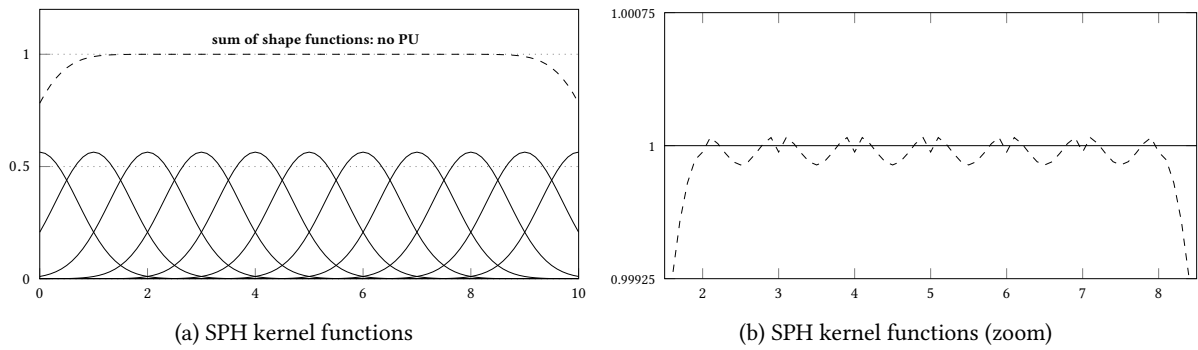 sum of shape functions: no PU
1
0.5
0
0 2 4 6 8 10
(a) SPH kernel functions
1.00075
1
0.99925
2 3 4 5 6 7 8
(b) SPH kernel functions (zoom)